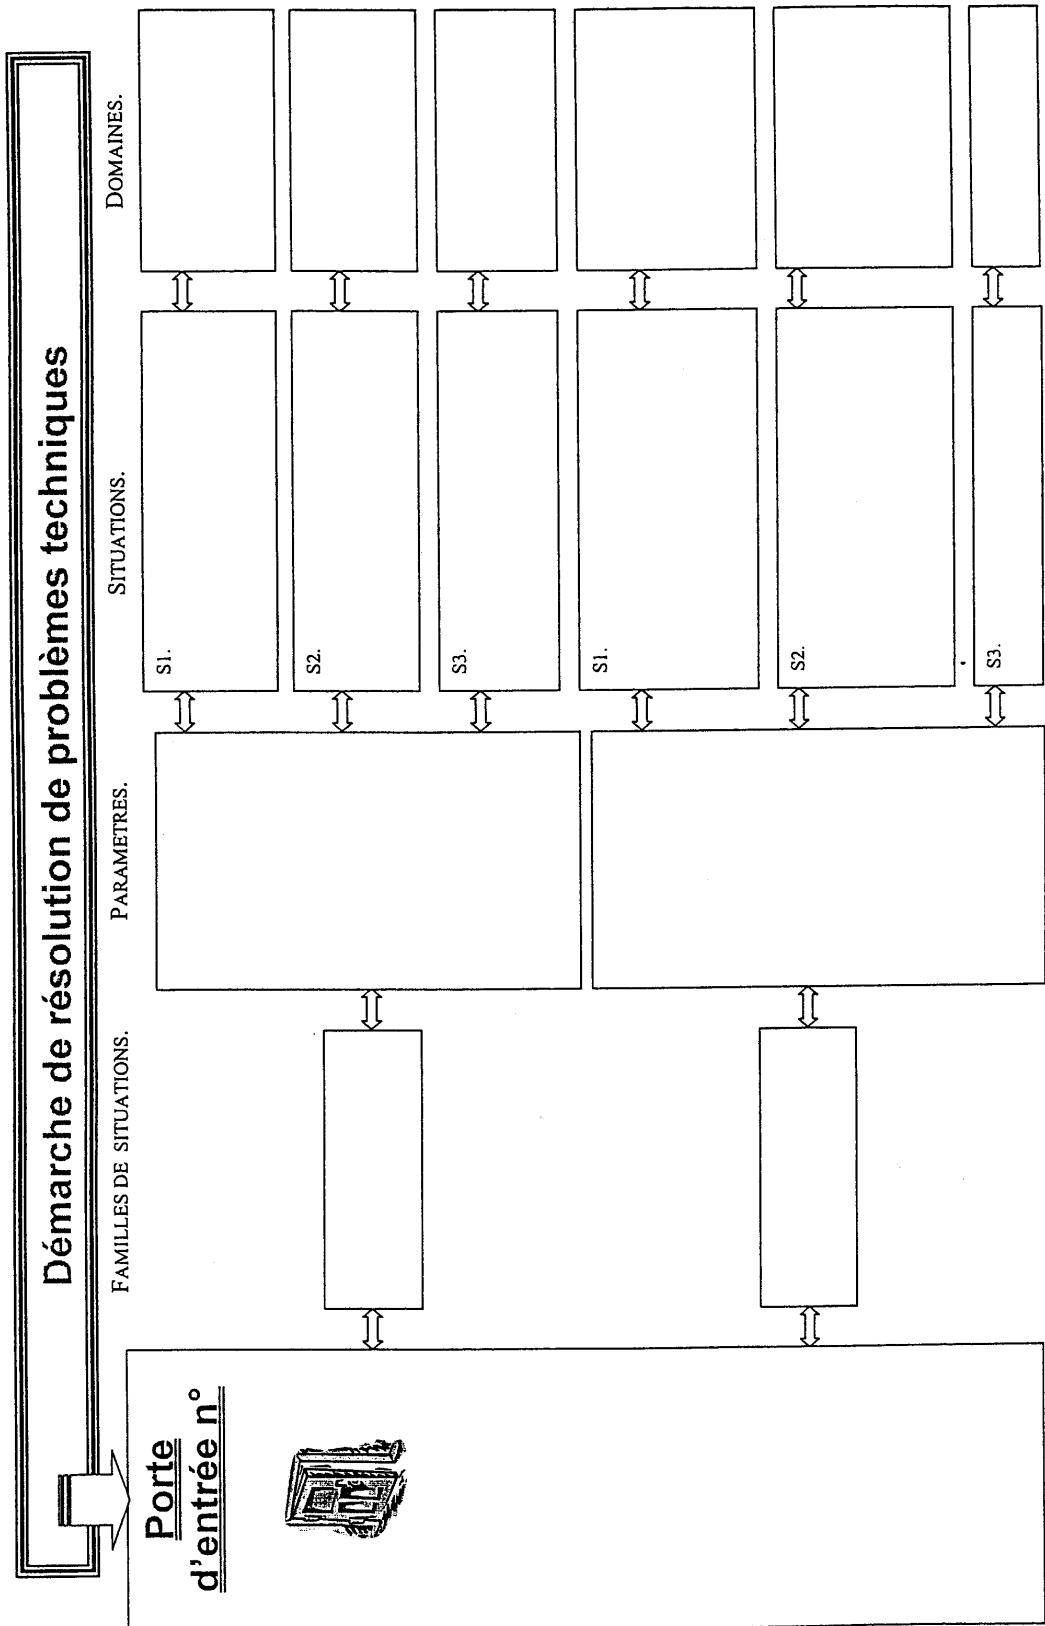 Démarche de résolution de problèmes techniques
FAMILLES DE SITUATIONS.
PARAMETRES.
SITUATIONS.
DOMAINES.
Porte
d'entrée n°
S1.
S2.
S3.
S1.
S2.
S3.